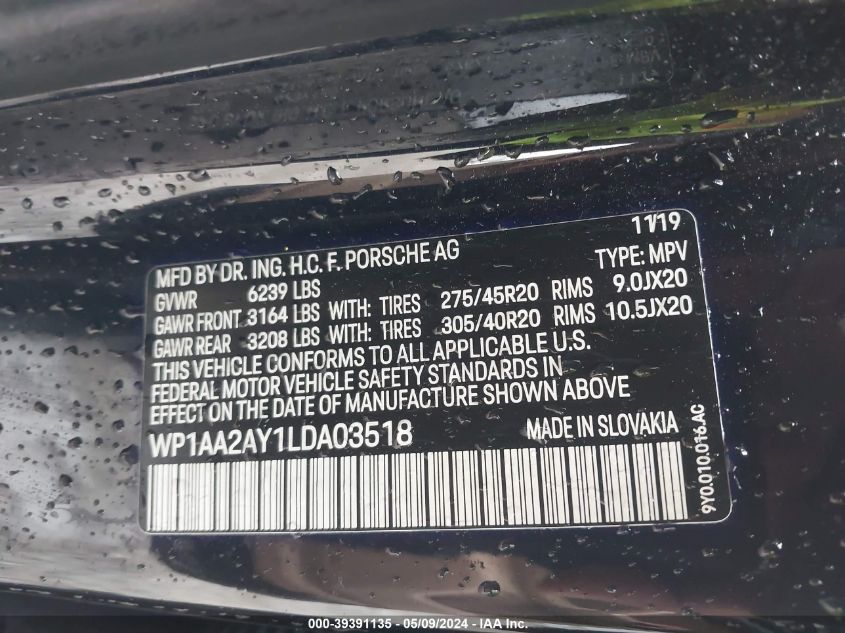 11/19
MFD BY DR. ING. H.C. F. PORSCHE AG TYPE: MPV
GVWR 6239 LBS
GAWR FRONT 3164 LBS WITH: TIRES 275/45R20 RIMS 9.0JX20
GAWR REAR 3208 LBS WITH: TIRES 305/40R20 RIMS 10.5JX20
THIS VEHICLE CONFORMS TO ALL APPLICABLE U.S.
FEDERAL MOTOR VEHICLE SAFETY STANDARDS IN
EFFECT ON THE DATE OF MANUFACTURE SHOWN ABOVE
WP1AA2AY1LDA03518 MADE IN SLOVAKIA
9Y0.010.016.AC
000-39391135 - 05/09/2024 - IAA Inc.